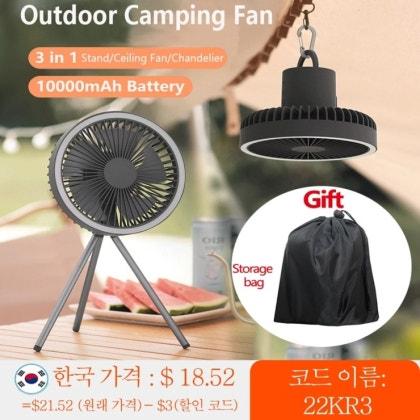 Outdoor Camping Fan
3 in 1 Stand/Ceiling Fan/Chandelier
10000mAh Battery
Gift
Storage
bag
한국 가격 : $ 18.52
=$21.52 (원래 가격)– $3(할인 코드)
코드 이름:
22KR3